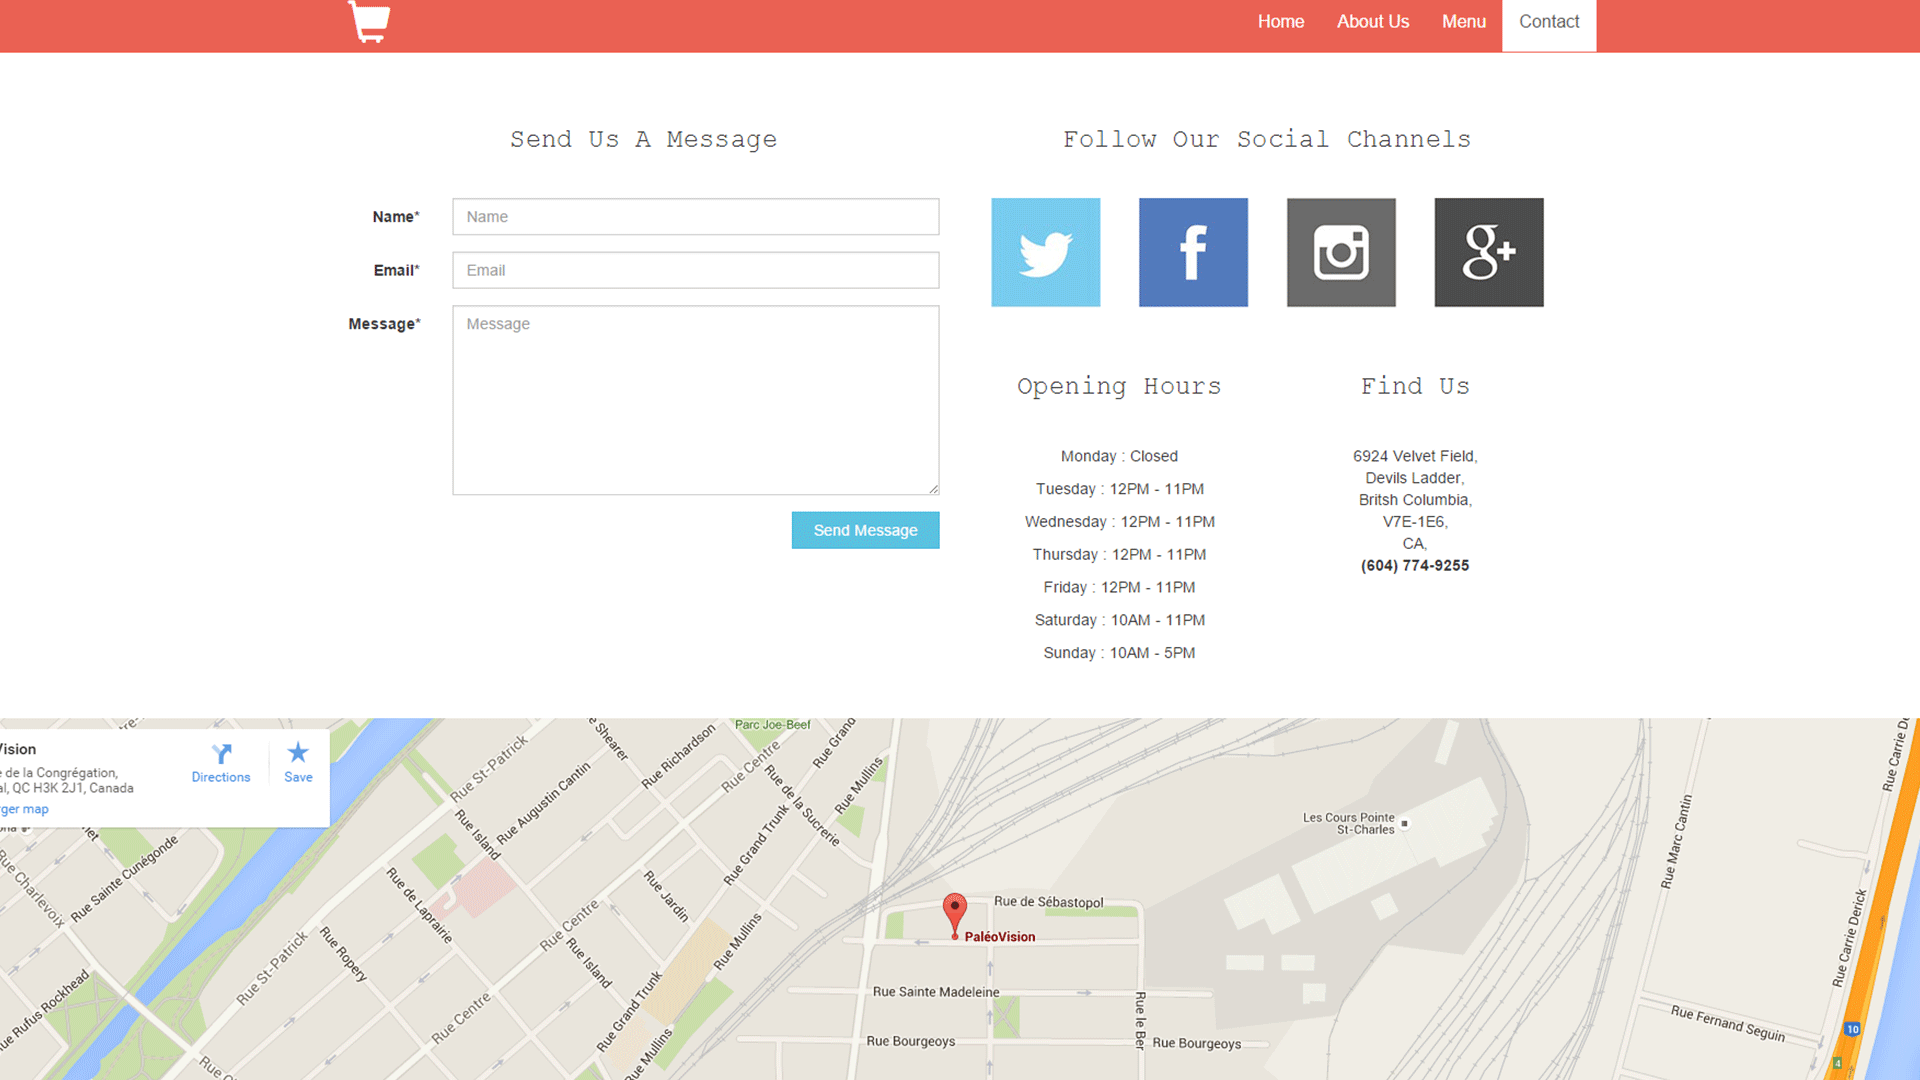 Home About Us Menu Contact
Send Us A Message
Name* Name
Email* Email
Message* Message
Send Message
Follow Our Social Channels
f
g+
Opening Hours
Monday : Closed
Tuesday : 12PM - 11PM
Wednesday : 12PM - 11PM
Thursday : 12PM - 11PM
Friday : 12PM - 11PM
Saturday : 10AM - 11PM
Sunday : 10AM - 5PM
Find Us
6924 Velvet Field,
Devils Ladder,
Britsh Columbia,
V7E-1E6,
CA,
(604) 774-9255
ision
e de la Congrégation,
al, QC H3K 2J1, Canada
rger map
Directions
Save
Parc Joe-Beef
Rue St-Patrick
e Shearer
Rue Richardson
Rue Centre
Rue Grand
Rue Mullins
Rue Augustin Cantin
Rue Island
Rue de la Sucrerie
Rue Grand Trunk
Rue Sainte Cunégonde
Rue Charlevoix
Rue de Laprairie
Rue Jardin
Rue Centre
Rue Mullins
Rue St-Patrick
Rue Ropery
Rue Island
Rue Grand Trunk
ue Rufus Rockhead
Rue Centre
Rue Mullins
Les Cours Pointe
St-Charles
Rue de Sébastopol
PaléoVision
Rue Sainte Madeleine
Rue le Ber
Rue Bourgeoys
Rue Bourgeoys
Rue Marc Cantin
Rue Carrie D
Rue Carrie Derick
Rue Fernand Seguin
10
4